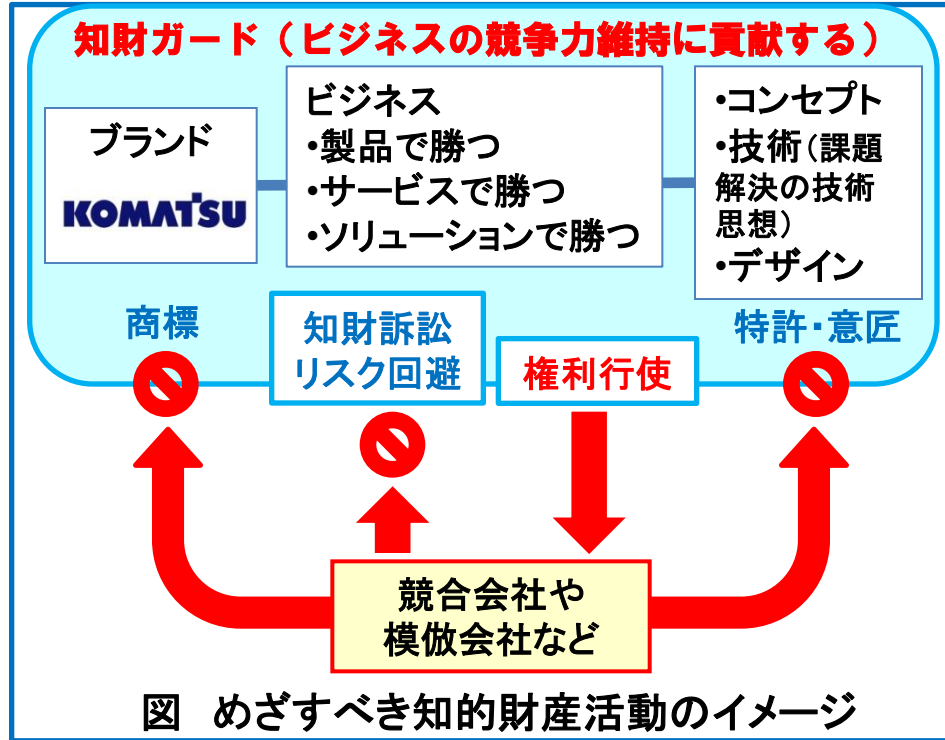 知財ガード（ビジネスの競争力維持に貢献する）
ブランド
KOMATSU
ビジネス
・製品で勝つ
・サービスで勝つ
・ソリューションで勝つ
・コンセプト
・技術（課題
解決の技術
思想）
・デザイン
商標
知財訴訟
リスク回避
権利行使
特許・意匠
競合会社や
模倣会社など
図　めざすべき知的財産活動のイメージ